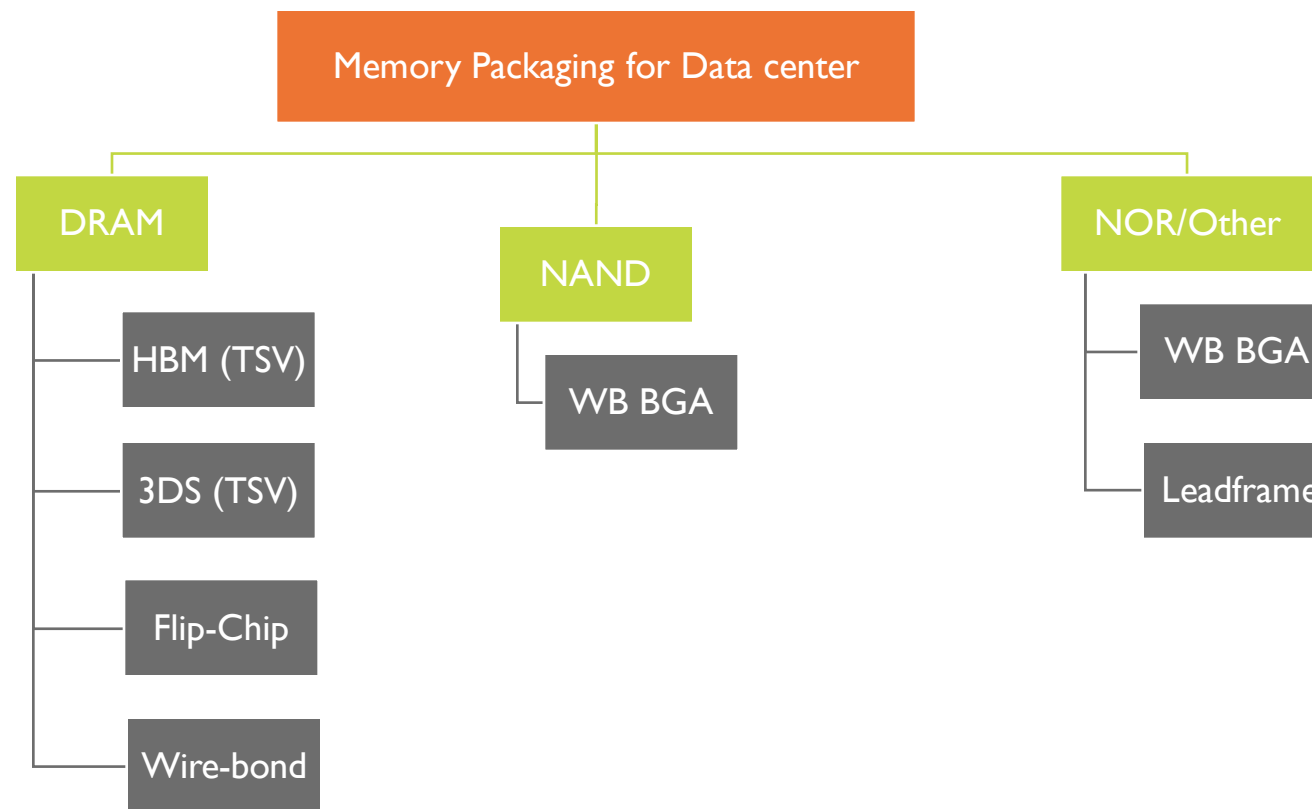 Memory Packaging for Data center
DRAM
HBM (TSV)
3DS (TSV)
Flip-Chip
Wire-bond
NAND
WB BGA
NOR/Other
WB BGA
Leadframe